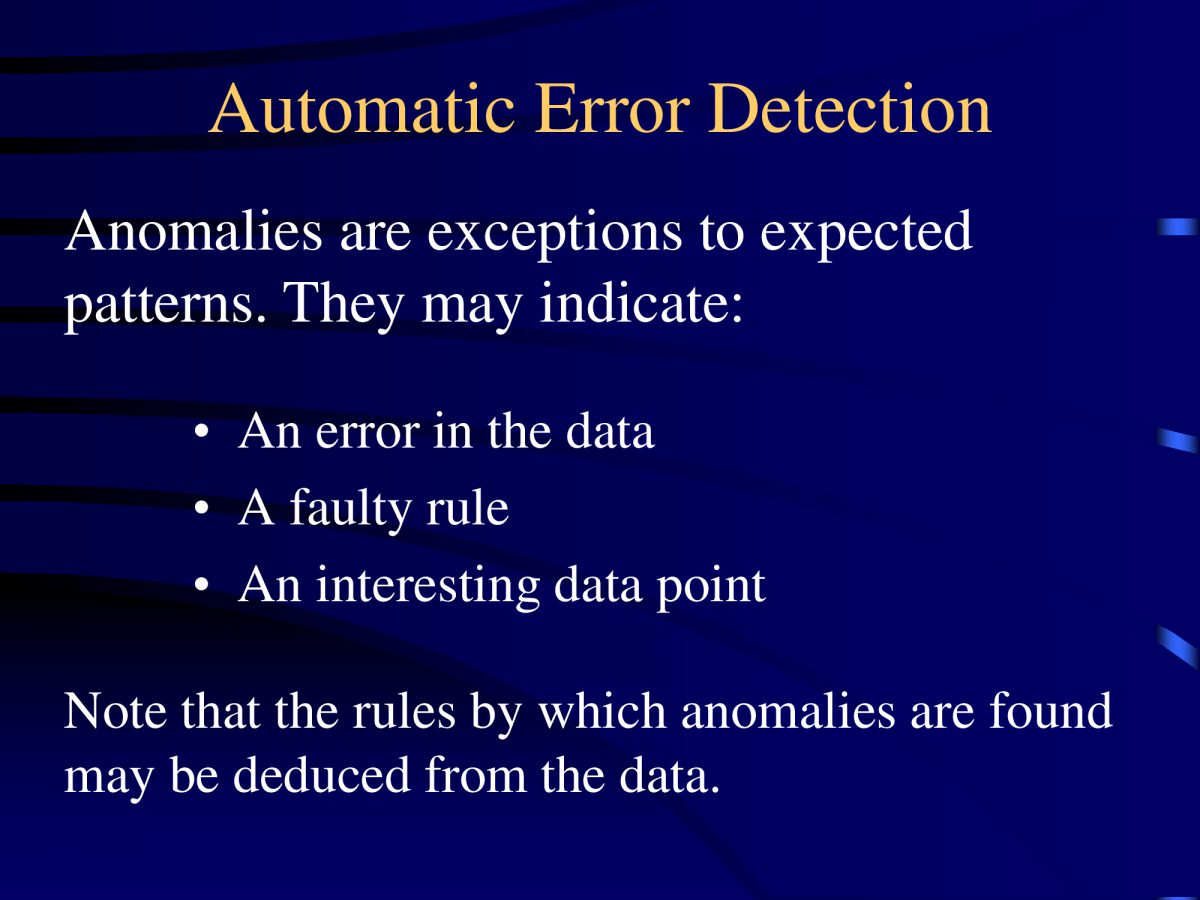 Automatic Error Detection
Anomalies are exceptions to expected
patterns. They may indicate:
• An error in the data
• A faulty rule
• An interesting data point
Note that the rules by which anomalies are found
may be deduced from the data.